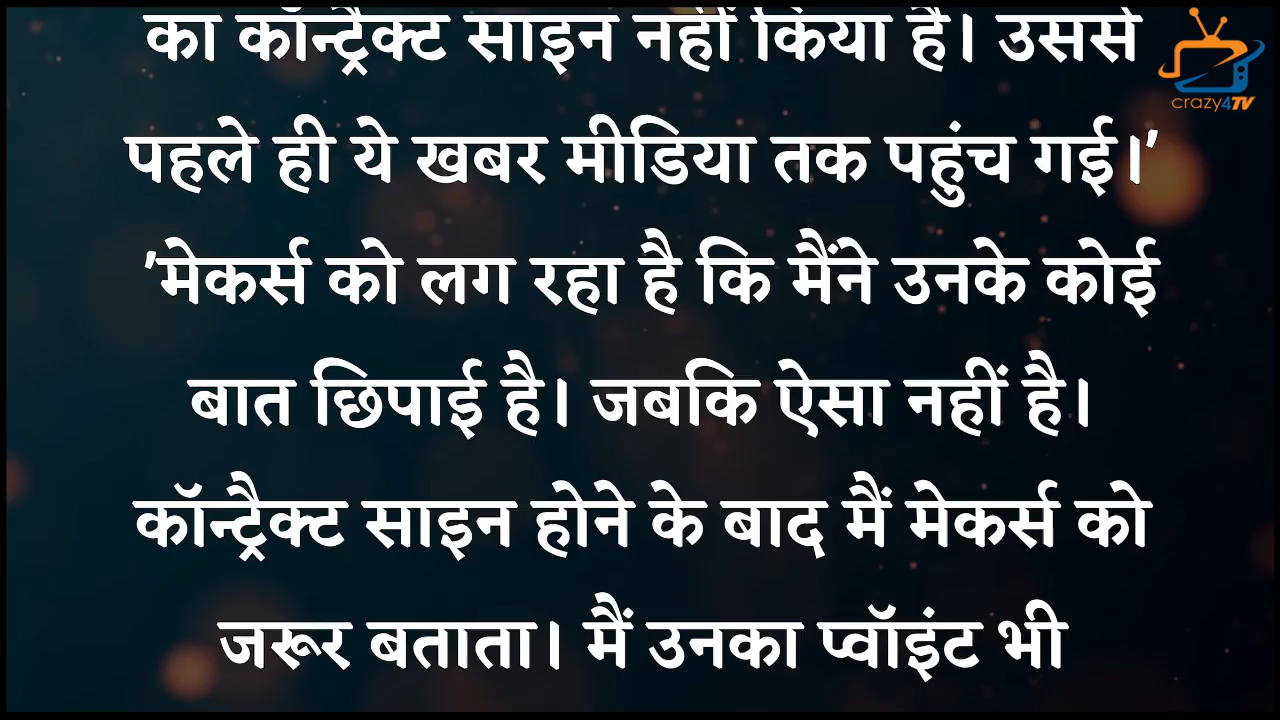 का कॉन्ट्रैक्ट साइन नहीं किया है। उससे
पहले ही ये खबर मीडिया तक पहुंच गई।’
’मेकर्स को लग रहा है कि मैंने उनके कोई
बात छिपाई है। जबकि ऐसा नहीं है।
कॉन्ट्रैक्ट साइन होने के बाद मैं मेकर्स को
जरूर बताता। मैं उनका प्वॉइंट भी
crazy4TV